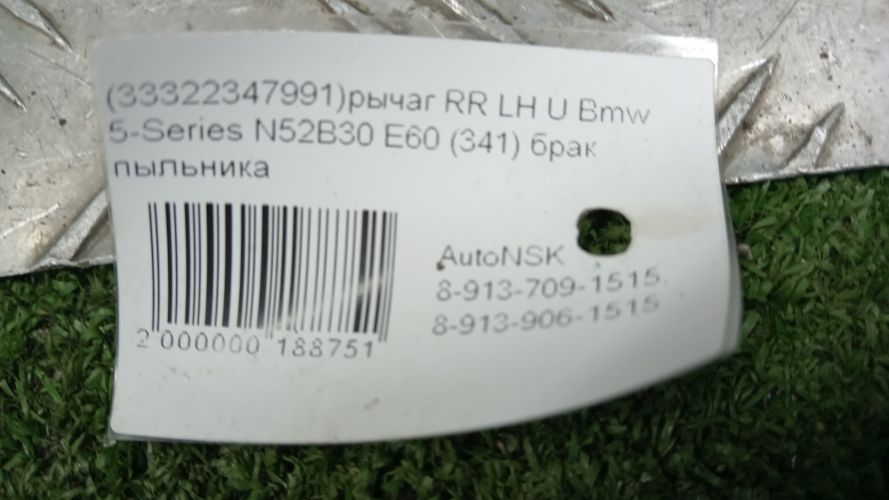 (33322347991)рычаг RR LH U Bmw
5-Series N52B30 E60 (341) брак
пыльника
AutoNSK
8-913-709-1515
8-913-906-1515
2 000000 188751